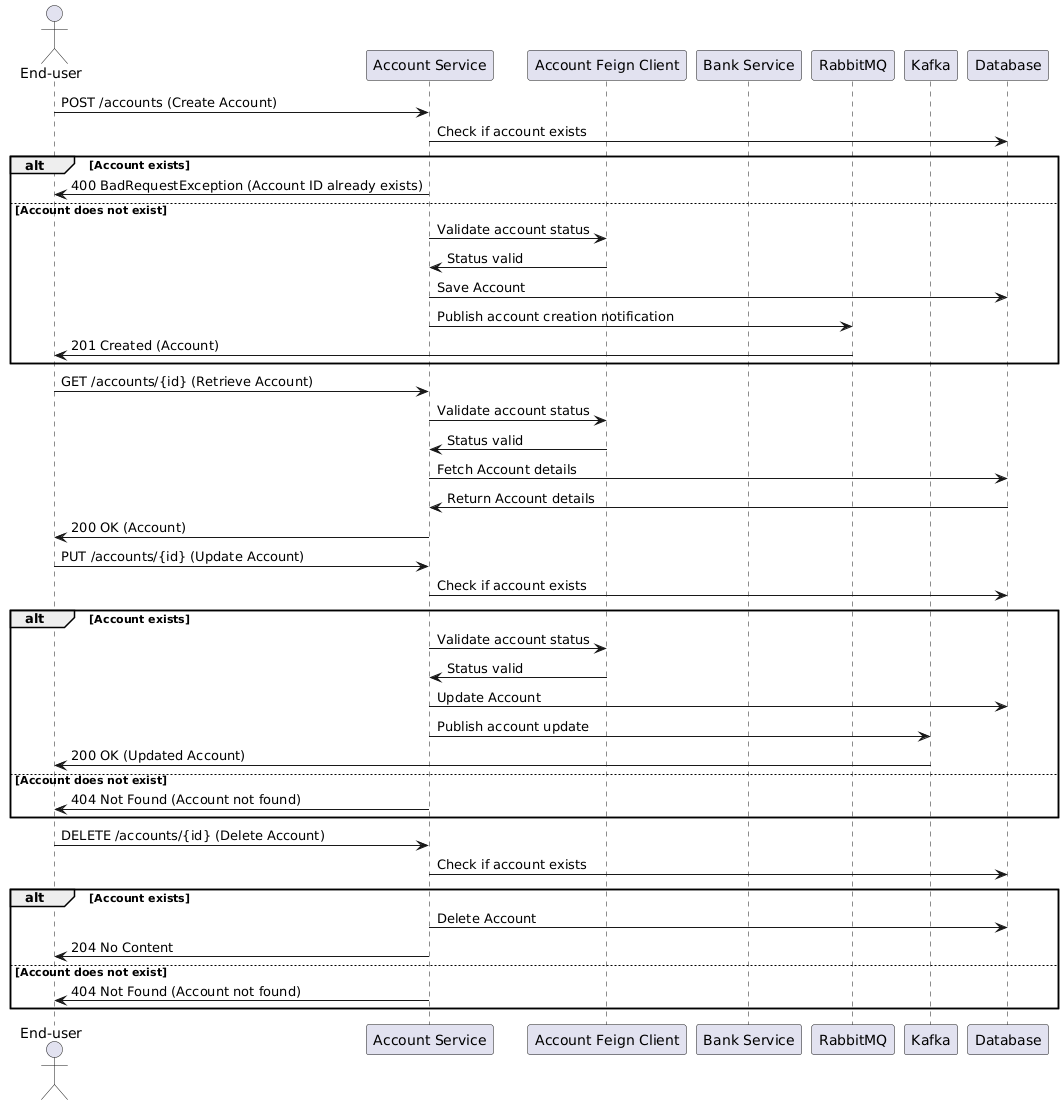 End-user
Account Service
Account Feign Client
Bank Service
RabbitMQ
Kafka
Database
POST /accounts (Create Account)
Check if account exists
alt
[Account exists]
400 BadRequestException (Account ID already exists)
[Account does not exist]
Validate account status
Status valid
Save Account
Publish account creation notification
201 Created (Account)
GET /accounts/{id} (Retrieve Account)
Validate account status
Status valid
Fetch Account details
Return Account details
200 OK (Account)
PUT /accounts/{id} (Update Account)
Check if account exists
alt
[Account exists]
Validate account status
Status valid
Update Account
Publish account update
200 OK (Updated Account)
[Account does not exist]
404 Not Found (Account not found)
DELETE /accounts/{id} (Delete Account)
Check if account exists
alt
[Account exists]
Delete Account
204 No Content
[Account does not exist]
404 Not Found (Account not found)
End-user
Account Service
Account Feign Client
Bank Service
RabbitMQ
Kafka
Database